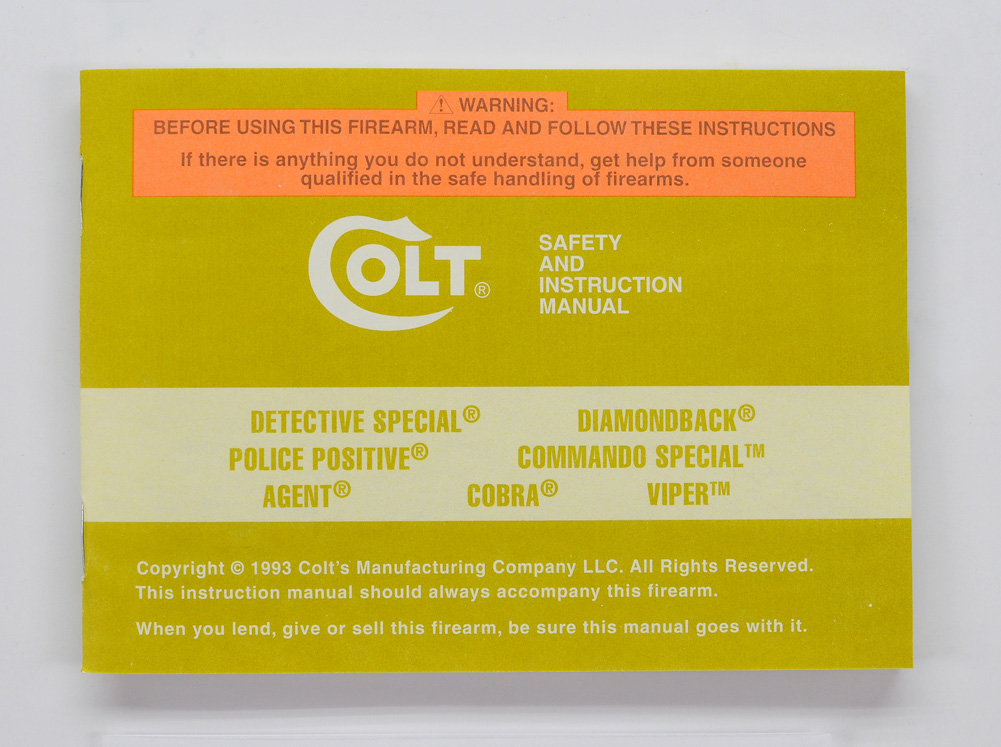 ⚠ WARNING:
BEFORE USING THIS FIREARM, READ AND FOLLOW THESE INSTRUCTIONS
If there is anything you do not understand, get help from someone
qualified in the safe handling of firearms.
COLT®
SAFETY
AND
INSTRUCTION
MANUAL
DETECTIVE SPECIAL® DIAMONDBACK®
POLICE POSITIVE® COMMANDO SPECIAL™
AGENT® COBRA® VIPER™
Copyright © 1993 Colt's Manufacturing Company LLC. All Rights Reserved.
This instruction manual should always accompany this firearm.
When you lend, give or sell this firearm, be sure this manual goes with it.